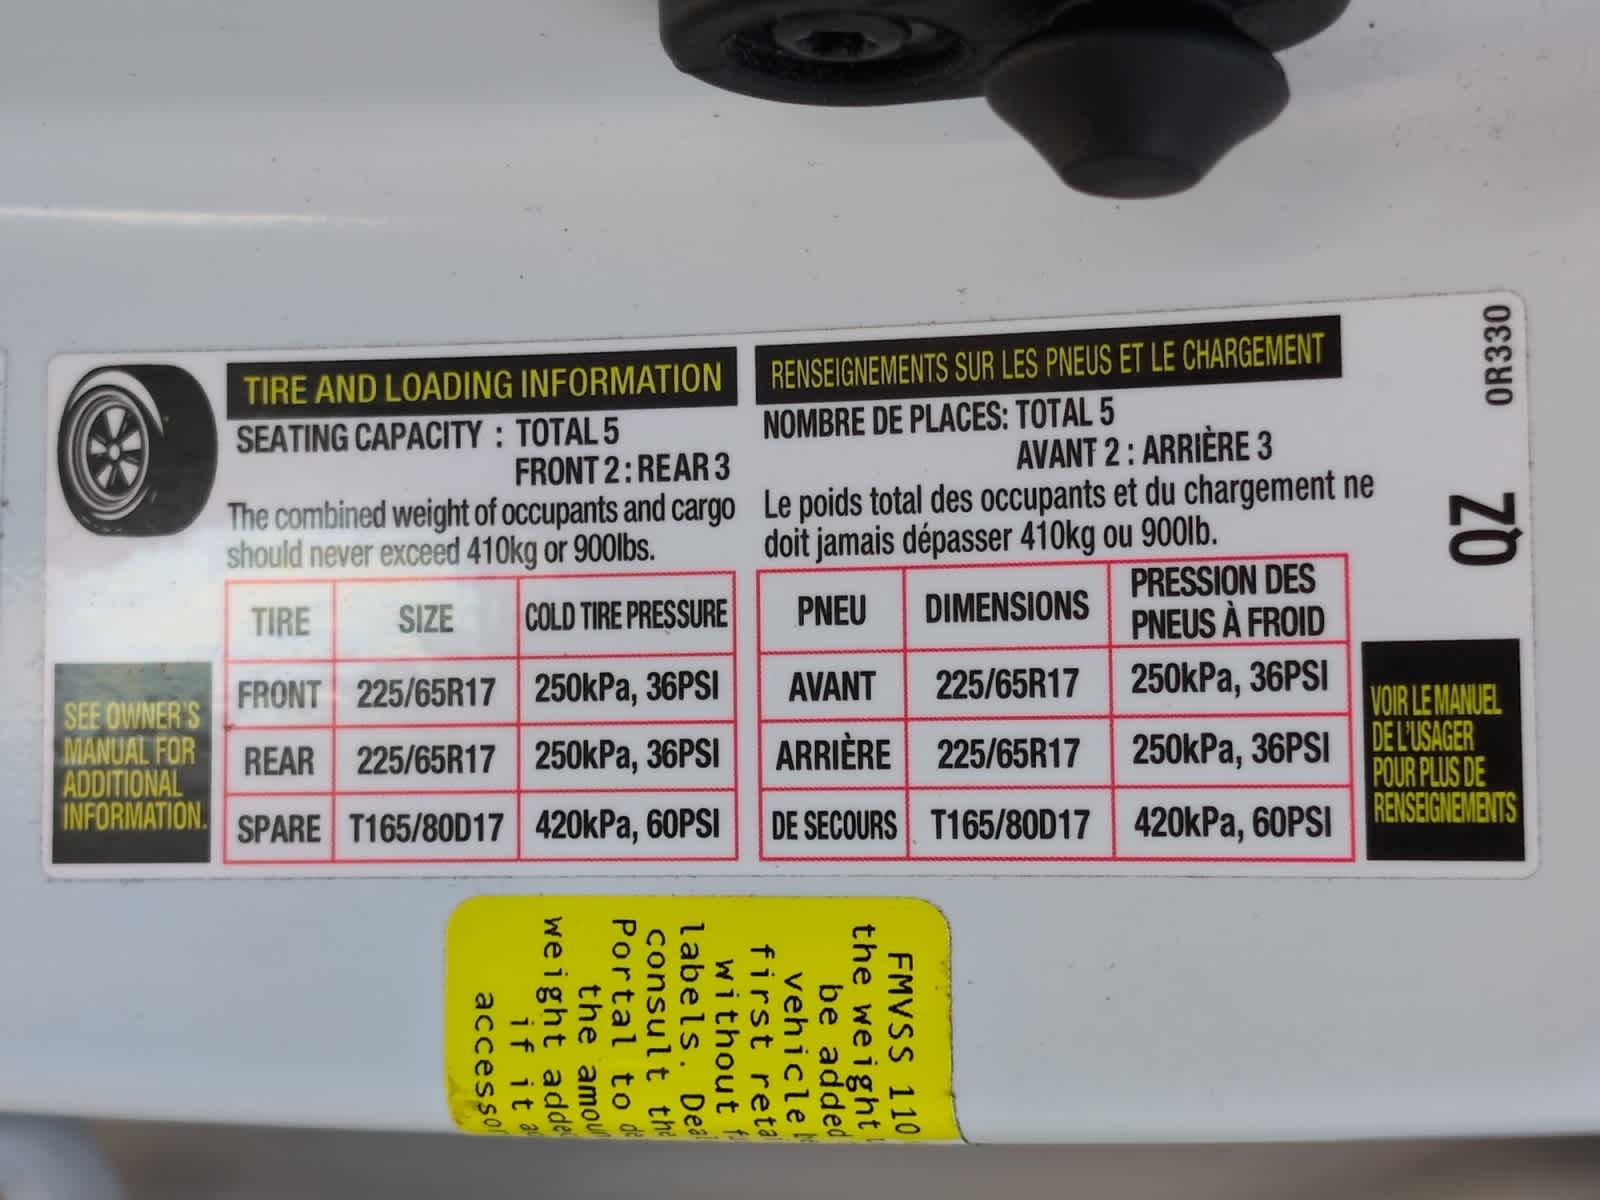 TIRE AND LOADING INFORMATION
SEATING CAPACITY : TOTAL 5
FRONT 2 : REAR 3
The combined weight of occupants and cargo
should never exceed 410kg or 900lbs.
TIRE SIZE COLD TIRE PRESSURE
FRONT 225/65R17 250kPa, 36PSI
REAR 225/65R17 250kPa, 36PSI
SPARE T165/80D17 420kPa, 60PSI
SEE OWNER'S
MANUAL FOR
ADDITIONAL
INFORMATION.
RENSEIGNEMENTS SUR LES PNEUS ET LE CHARGEMENT
NOMBRE DE PLACES: TOTAL 5
AVANT 2 : ARRIÈRE 3
Le poids total des occupants et du chargement ne
doit jamais dépasser 410kg ou 900lb.
PNEU DIMENSIONS PRESSION DES
PNEUS À FROID
AVANT 225/65R17 250kPa, 36PSI
ARRIÈRE 225/65R17 250kPa, 36PSI
DE SECOURS T165/80D17 420kPa, 60PSI
VOIR LE MANUEL
DE L'USAGER
POUR PLUS DE
RENSEIGNEMENTS
0R330
QZ
FMVSS 110
the weight
be added
vehicle
first
without
labels.
consult
Portal to
the
weight
if it